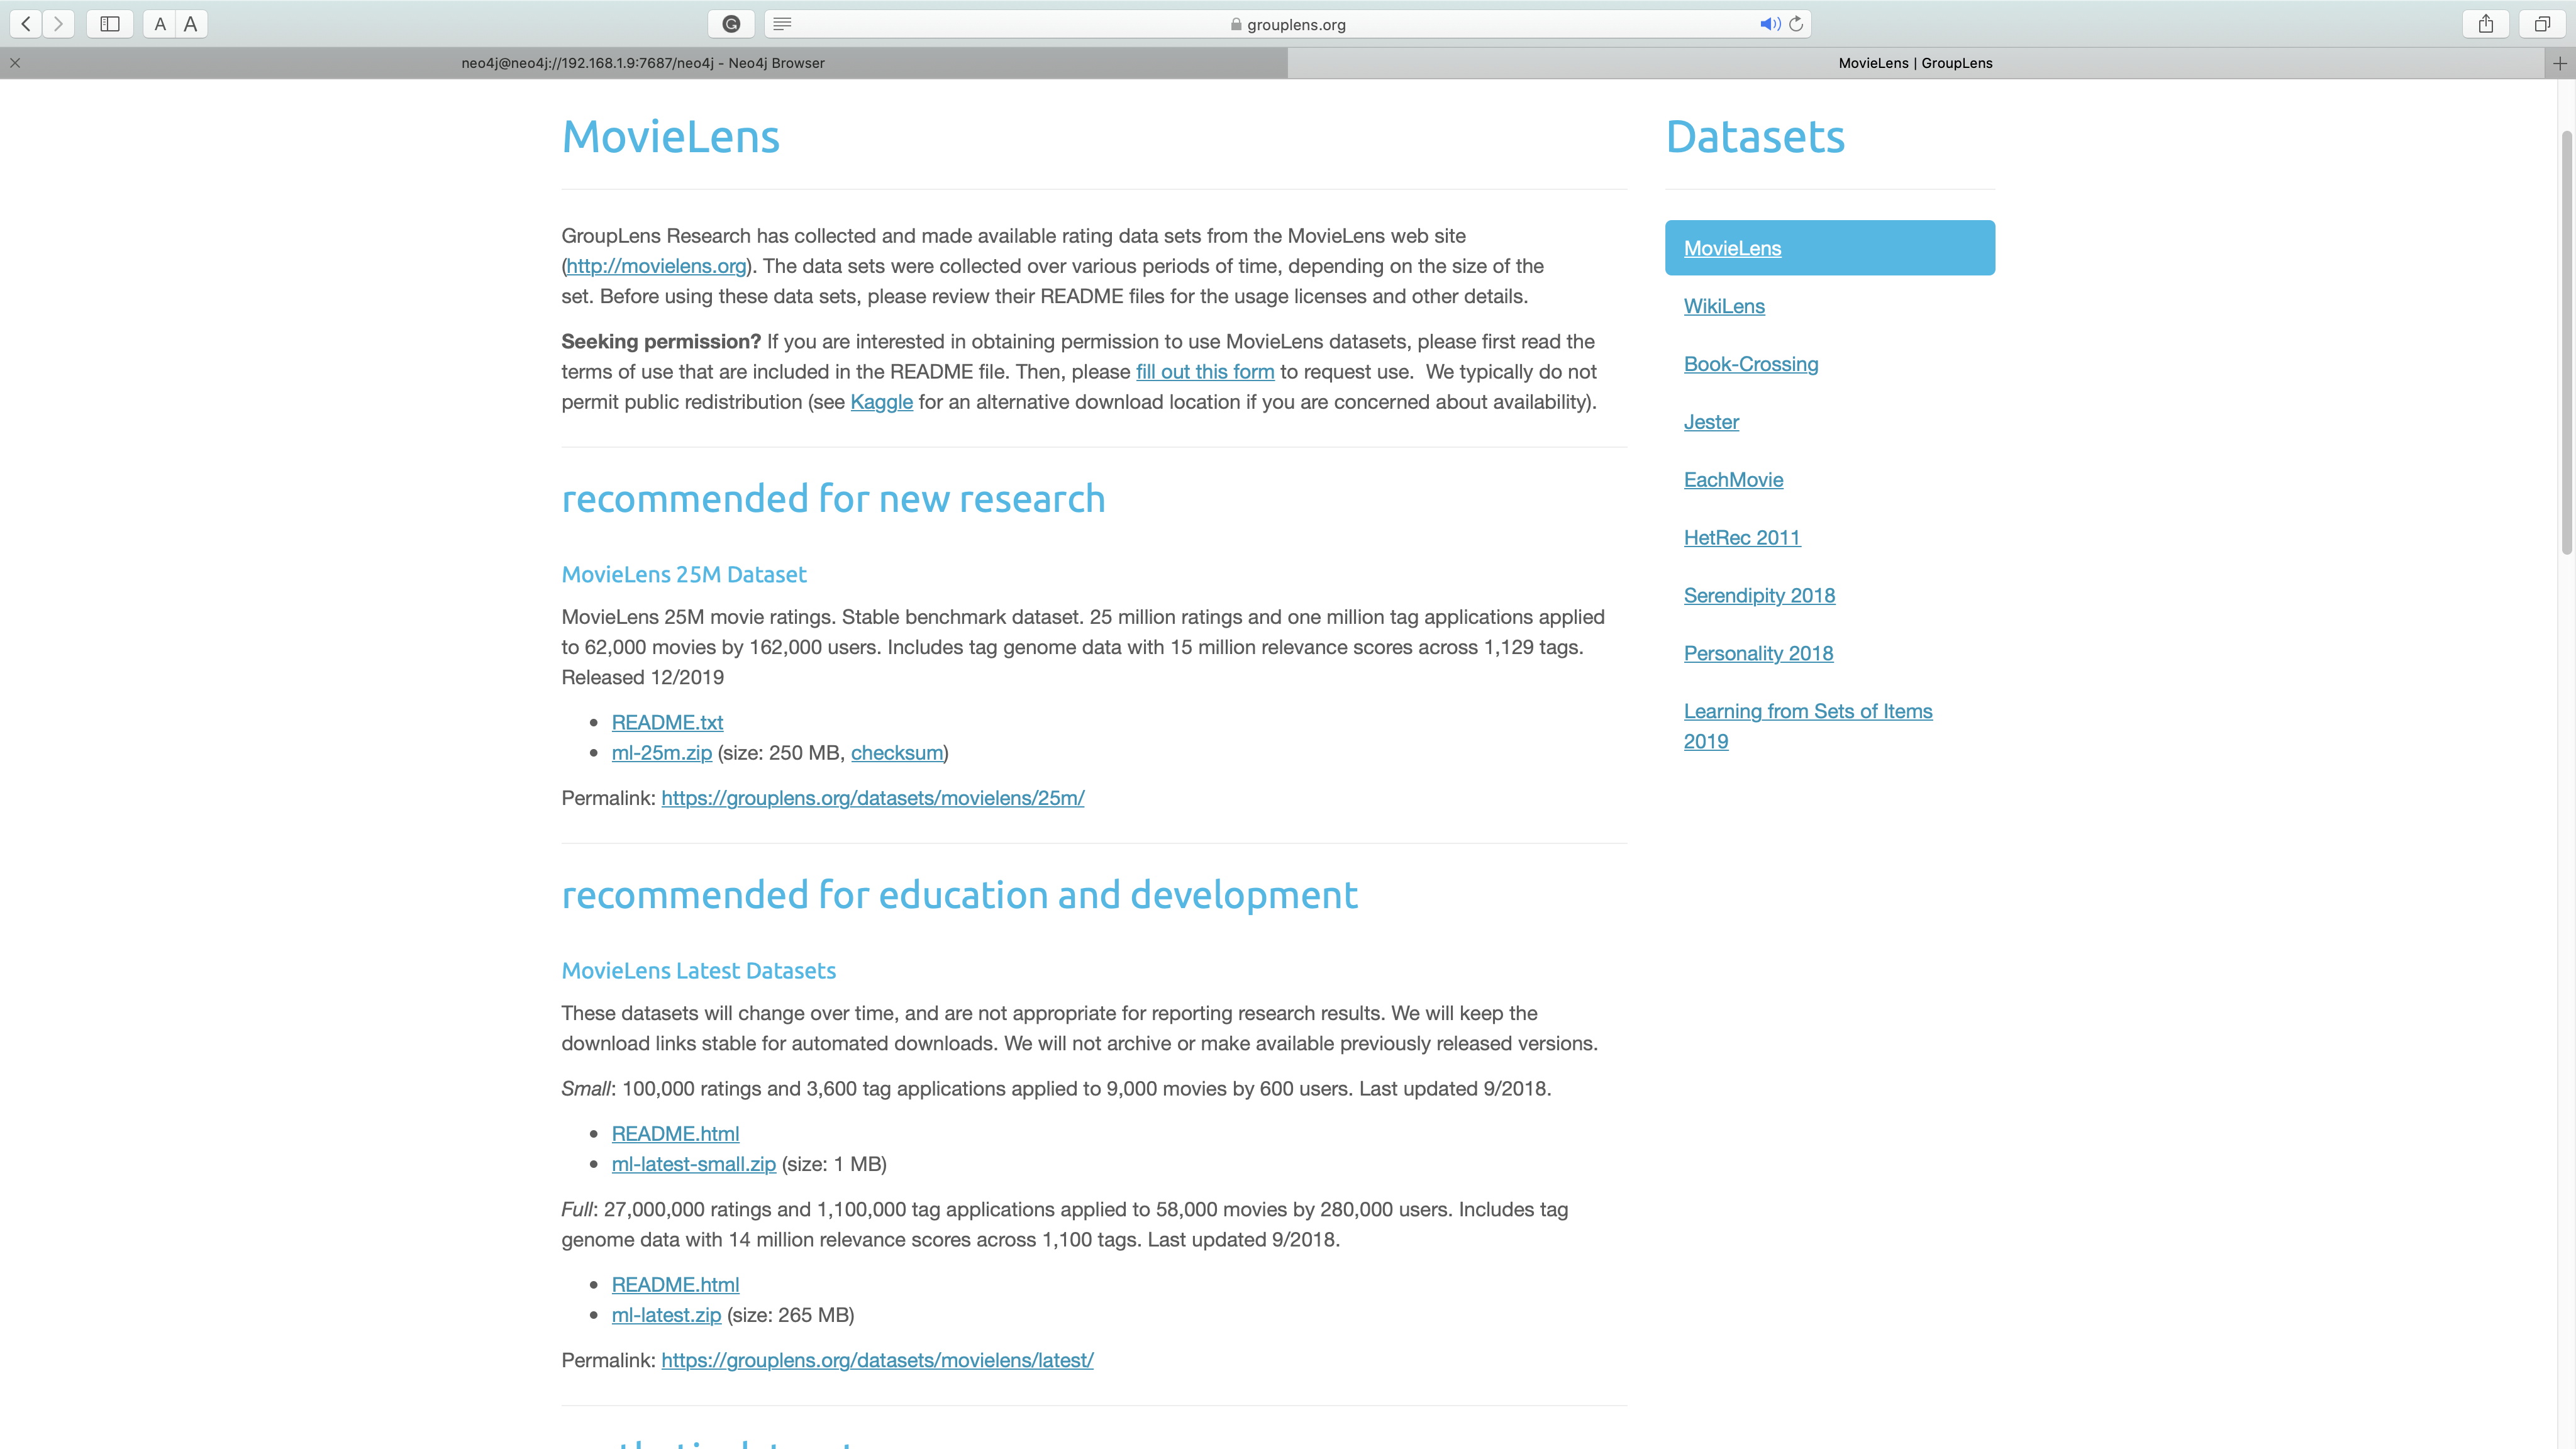 A A
grouplens.org
neo4j@neo4j://192.168.1.9:7687/neo4j - Neo4j Browser
MovieLens | GroupLens
MovieLens
GroupLens Research has collected and made available rating data sets from the MovieLens web site
(http://movielens.org). The data sets were collected over various periods of time, depending on the size of the
set. Before using these data sets, please review their README files for the usage licenses and other details.
Seeking permission? If you are interested in obtaining permission to use MovieLens datasets, please first read the
terms of use that are included in the README file. Then, please fill out this form to request use.  We typically do not
permit public redistribution (see Kaggle for an alternative download location if you are concerned about availability).
recommended for new research
MovieLens 25M Dataset
MovieLens 25M movie ratings. Stable benchmark dataset. 25 million ratings and one million tag applications applied
to 62,000 movies by 162,000 users. Includes tag genome data with 15 million relevance scores across 1,129 tags.
Released 12/2019
• README.txt
• ml-25m.zip (size: 250 MB, checksum)
Permalink: https://grouplens.org/datasets/movielens/25m/
recommended for education and development
MovieLens Latest Datasets
These datasets will change over time, and are not appropriate for reporting research results. We will keep the
download links stable for automated downloads. We will not archive or make available previously released versions.
Small: 100,000 ratings and 3,600 tag applications applied to 9,000 movies by 600 users. Last updated 9/2018.
• README.html
• ml-latest-small.zip (size: 1 MB)
Full: 27,000,000 ratings and 1,100,000 tag applications applied to 58,000 movies by 280,000 users. Includes tag
genome data with 14 million relevance scores across 1,100 tags. Last updated 9/2018.
• README.html
• ml-latest.zip (size: 265 MB)
Permalink: https://grouplens.org/datasets/movielens/latest/
Datasets
MovieLens
WikiLens
Book-Crossing
Jester
EachMovie
HetRec 2011
Serendipity 2018
Personality 2018
Learning from Sets of Items
2019